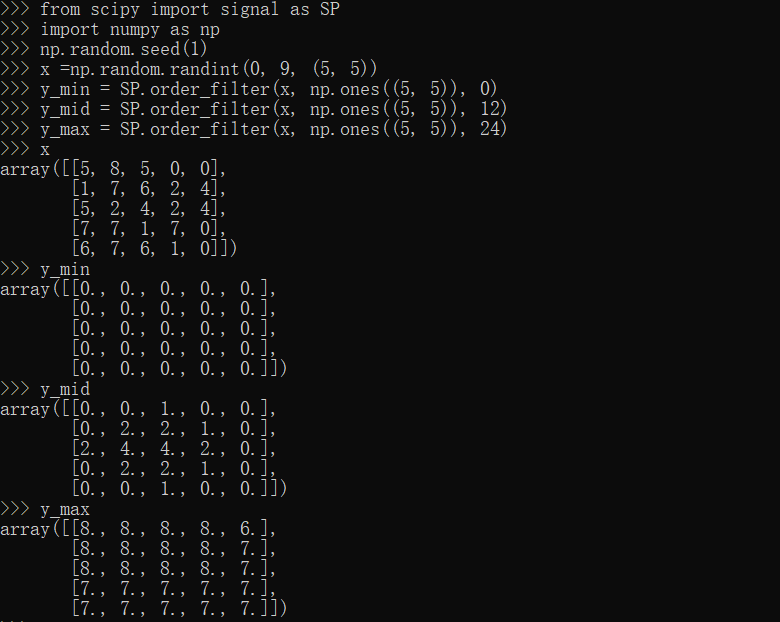 >>> from scipy import signal as SP
>>> import numpy as np
>>> np.random.seed(1)
>>> x =np.random.randint(0, 9, (5, 5))
>>> y_min = SP.order_filter(x, np.ones((5, 5)), 0)
>>> y_mid = SP.order_filter(x, np.ones((5, 5)), 12)
>>> y_max = SP.order_filter(x, np.ones((5, 5)), 24)
>>> x
array([[5, 8, 5, 0, 0],
       [1, 7, 6, 2, 4],
       [5, 2, 4, 2, 4],
       [7, 7, 1, 7, 0],
       [6, 7, 6, 1, 0]])
>>> y_min
array([[0., 0., 0., 0., 0.],
       [0., 0., 0., 0., 0.],
       [0., 0., 0., 0., 0.],
       [0., 0., 0., 0., 0.],
       [0., 0., 0., 0., 0.]])
>>> y_mid
array([[0., 0., 1., 0., 0.],
       [0., 2., 2., 1., 0.],
       [2., 4., 4., 2., 0.],
       [0., 2., 2., 1., 0.],
       [0., 0., 1., 0., 0.]])
>>> y_max
array([[8., 8., 8., 8., 6.],
       [8., 8., 8., 8., 7.],
       [8., 8., 8., 8., 7.],
       [7., 7., 7., 7., 7.],
       [7., 7., 7., 7., 7.]])